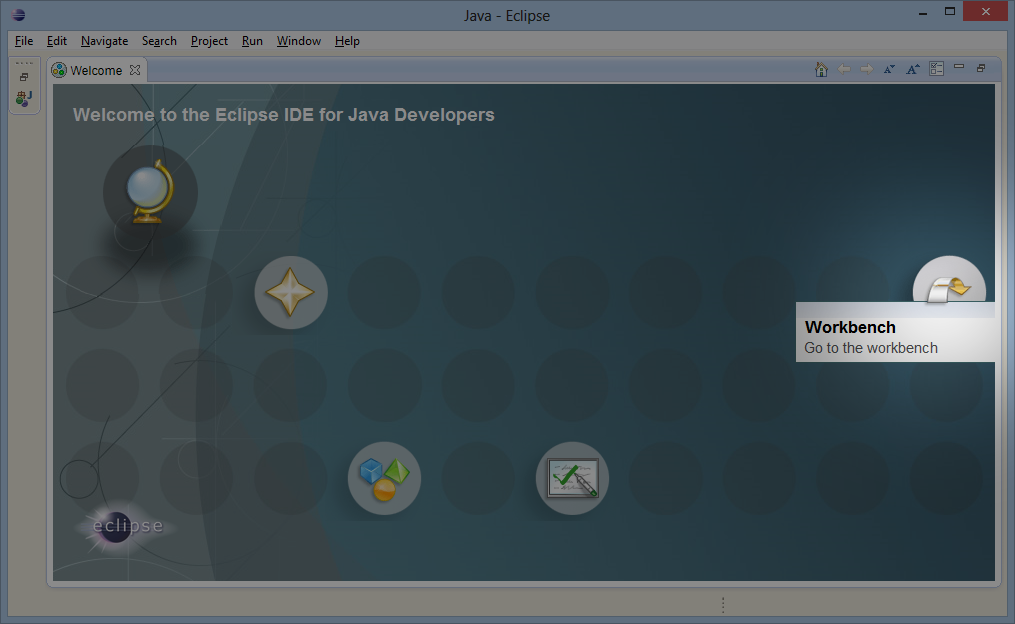 Java - Eclipse
File Edit Navigate Search Project Run Window Help
Welcome
Welcome to the Eclipse IDE for Java Developers
Workbench
Go to the workbench
eclipse